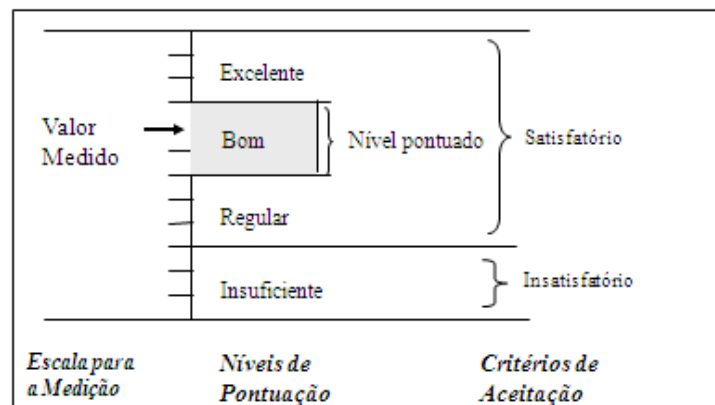 Excelente
Valor
Medido
Bom
Nível pontuado
Satisfatório
Regular
Insuficiente
Insatisfatório
Escala para
a Medição
Níveis de
Pontuação
Critérios de
Aceitação